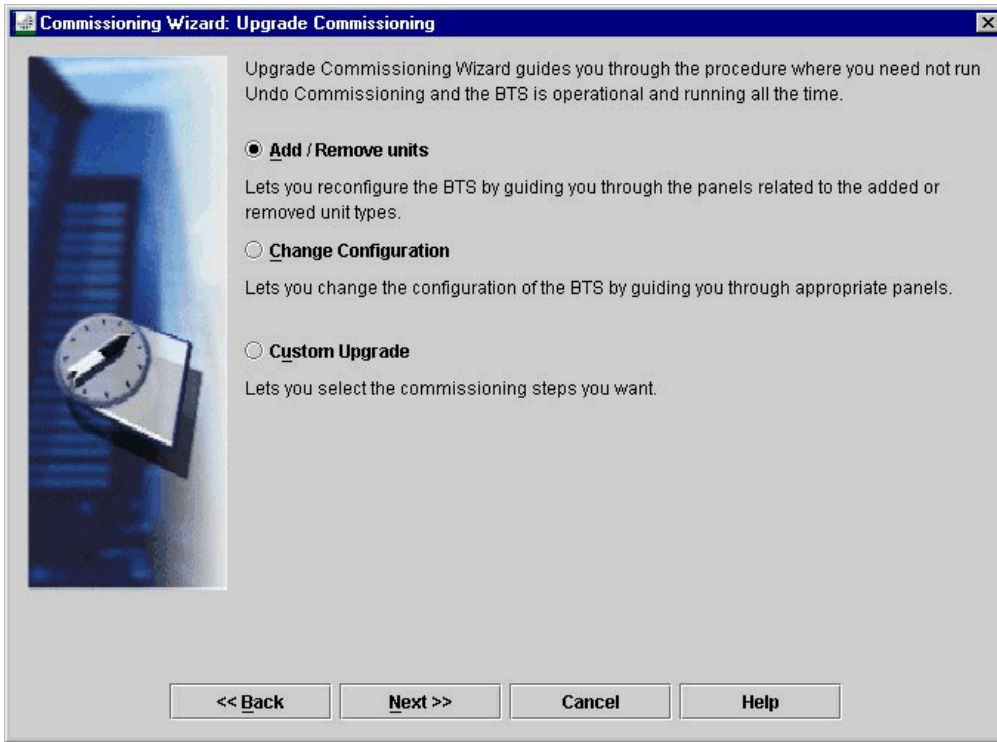 Commissioning Wizard: Upgrade Commissioning
Upgrade Commissioning Wizard guides you through the procedure where you need not run
Undo Commissioning and the BTS is operational and running all the time.
Add / Remove units
Lets you reconfigure the BTS by guiding you through the panels related to the added or
removed unit types.
Change Configuration
Lets you change the configuration of the BTS by guiding you through appropriate panels.
Custom Upgrade
Lets you select the commissioning steps you want.
<< Back
Next >>
Cancel
Help